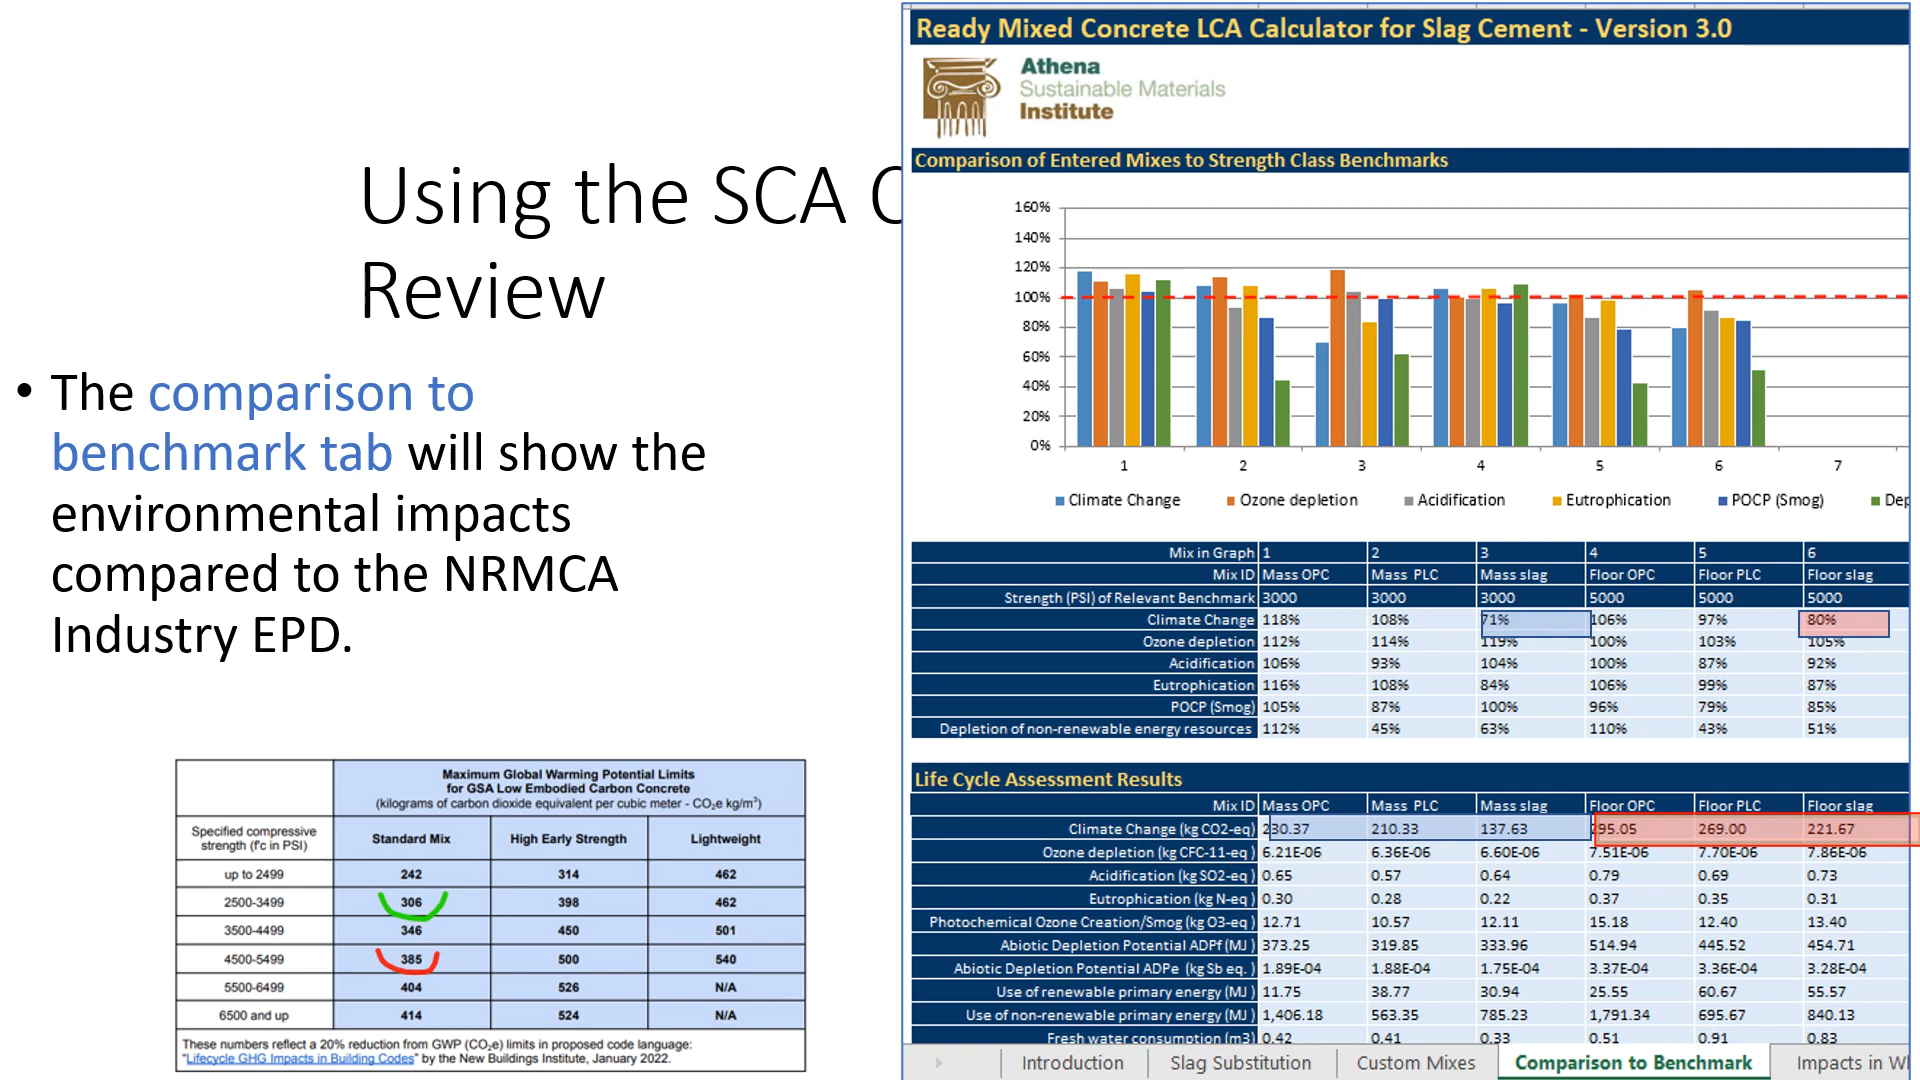 Using the SCA
Review
• The comparison to
benchmark tab will show the
environmental impacts
compared to the NRMCA
Industry EPD.
Maximum Global Warming Potential Limits
for GSA Low Embodied Carbon Concrete
(kilograms of carbon dioxide equivalent per cubic meter - CO₂e kg/m³)
Specified compressive
strength (f'c in PSI) Standard Mix High Early Strength Lightweight
up to 2499 242 314 462
2500-3499 306 398 462
3500-4499 346 450 501
4500-5499 385 500 540
5500-6499 404 526 N/A
6500 and up 414 524 N/A
These numbers reflect a 20% reduction from GWP (CO₂e) limits in proposed code language:
"Lifecycle GHG Impacts in Building Codes" by the New Buildings Institute, January 2022.
Ready Mixed Concrete LCA Calculator for Slag Cement - Version 3.0
Athena
Sustainable Materials
Institute
Comparison of Entered Mixes to Strength Class Benchmarks
160%
140%
120%
100%
80%
60%
40%
20%
0%
1 2 3 4 5 6 7
Climate Change Ozone depletion Acidification Eutrophication POCP (Smog) Dep
Mix in Graph 1 2 3 4 5 6
Mix ID Mass OPC Mass PLC Mass slag Floor OPC Floor PLC Floor slag
Strength (PSI) of Relevant Benchmark 3000 3000 3000 5000 5000 5000
Climate Change 118% 108% 71% 106% 97% 80%
Ozone depletion 112% 114% 119% 100% 103% 105%
Acidification 106% 93% 104% 100% 87% 92%
Eutrophication 116% 108% 84% 106% 99% 87%
POCP (Smog) 105% 87% 100% 96% 79% 85%
Depletion of non-renewable energy resources 112% 45% 63% 110% 43% 51%
Life Cycle Assessment Results
Mix ID Mass OPC Mass PLC Mass slag Floor OPC Floor PLC Floor slag
Climate Change (kg CO2-eq) 230.37 210.33 137.63 295.05 269.00 221.67
Ozone depletion (kg CFC-11-eq ) 6.21E-06 6.36E-06 6.60E-06 7.51E-06 7.70E-06 7.86E-06
Acidification (kg SO2-eq ) 0.65 0.57 0.64 0.79 0.69 0.73
Eutrophication (kg N-eq ) 0.30 0.28 0.22 0.37 0.35 0.31
Photochemical Ozone Creation/Smog (kg O3-eq ) 12.71 10.57 12.11 15.18 12.40 13.40
Abiotic Depletion Potential ADPf (MJ ) 373.25 319.85 333.96 514.94 445.52 454.71
Abiotic Depletion Potential ADPe (kg Sb eq. ) 1.89E-04 1.88E-04 1.75E-04 3.37E-04 3.36E-04 3.28E-04
Use of renewable primary energy (MJ ) 11.75 38.77 30.94 25.55 60.67 55.57
Use of non-renewable primary energy (MJ ) 1,406.18 563.35 785.23 1,791.34 695.67 840.13
Fresh water consumption (m3) 0.42 0.41 0.33 0.51 0.91 0.83
Introduction Slag Substitution Custom Mixes Comparison to Benchmark Impacts in